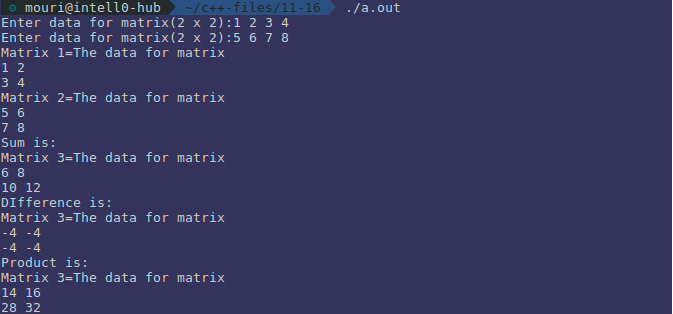 mouri@intell0-hub ~/c++-files/11-16 ./a.out
Enter data for matrix(2 x 2):1 2 3 4
Enter data for matrix(2 x 2):5 6 7 8
Matrix 1=The data for matrix
1 2
3 4
Matrix 2=The data for matrix
5 6
7 8
Sum is:
Matrix 3=The data for matrix
6 8
10 12
DIfference is:
Matrix 3=The data for matrix
-4 -4
-4 -4
Product is:
Matrix 3=The data for matrix
14 16
28 32